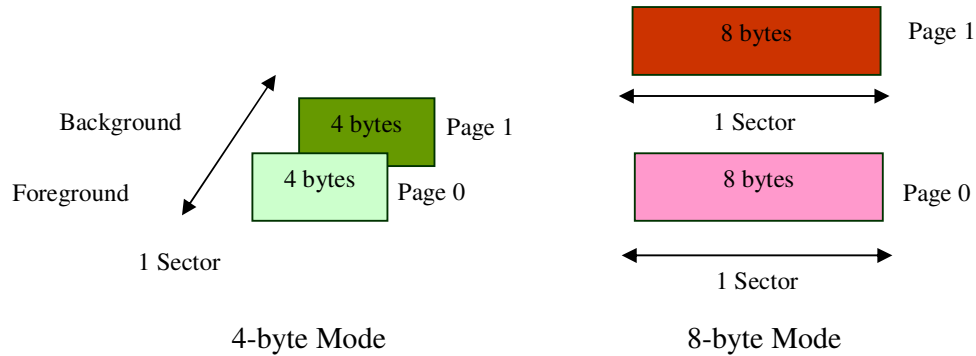 Background
Foreground
1 Sector
4 bytes
Page 1
4 bytes
Page 0
4-byte Mode
8 bytes
Page 1
1 Sector
8 bytes
Page 0
1 Sector
8-byte Mode